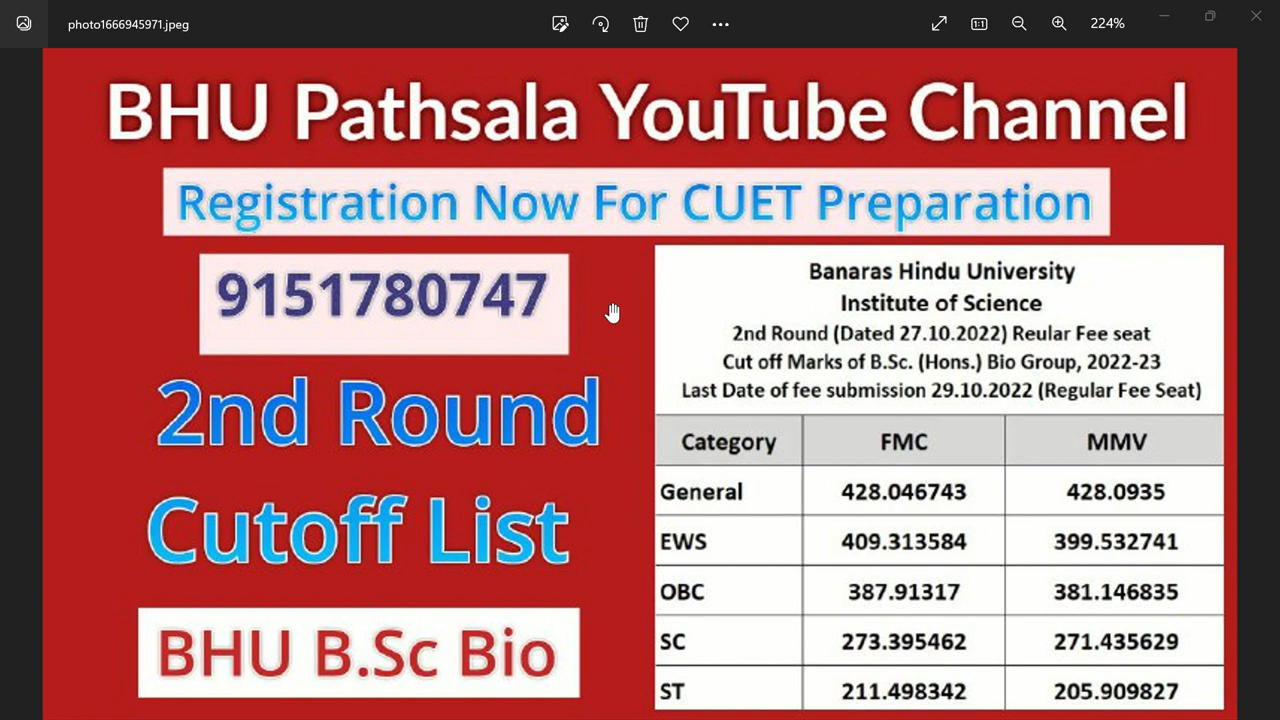 photo1666945971.jpeg
224%
BHU Pathsala YouTube Channel
Registration Now For CUET Preparation
9151780747
2nd Round
Cutoff List
BHU B.Sc Bio
Banaras Hindu University
Institute of Science
2nd Round (Dated 27.10.2022) Reular Fee seat
Cut off Marks of B.Sc. (Hons.) Bio Group, 2022-23
Last Date of fee submission 29.10.2022 (Regular Fee Seat)
Category FMC MMV
General 428.046743 428.0935
EWS 409.313584 399.532741
OBC 387.91317 381.146835
SC 273.395462 271.435629
ST 211.498342 205.909827